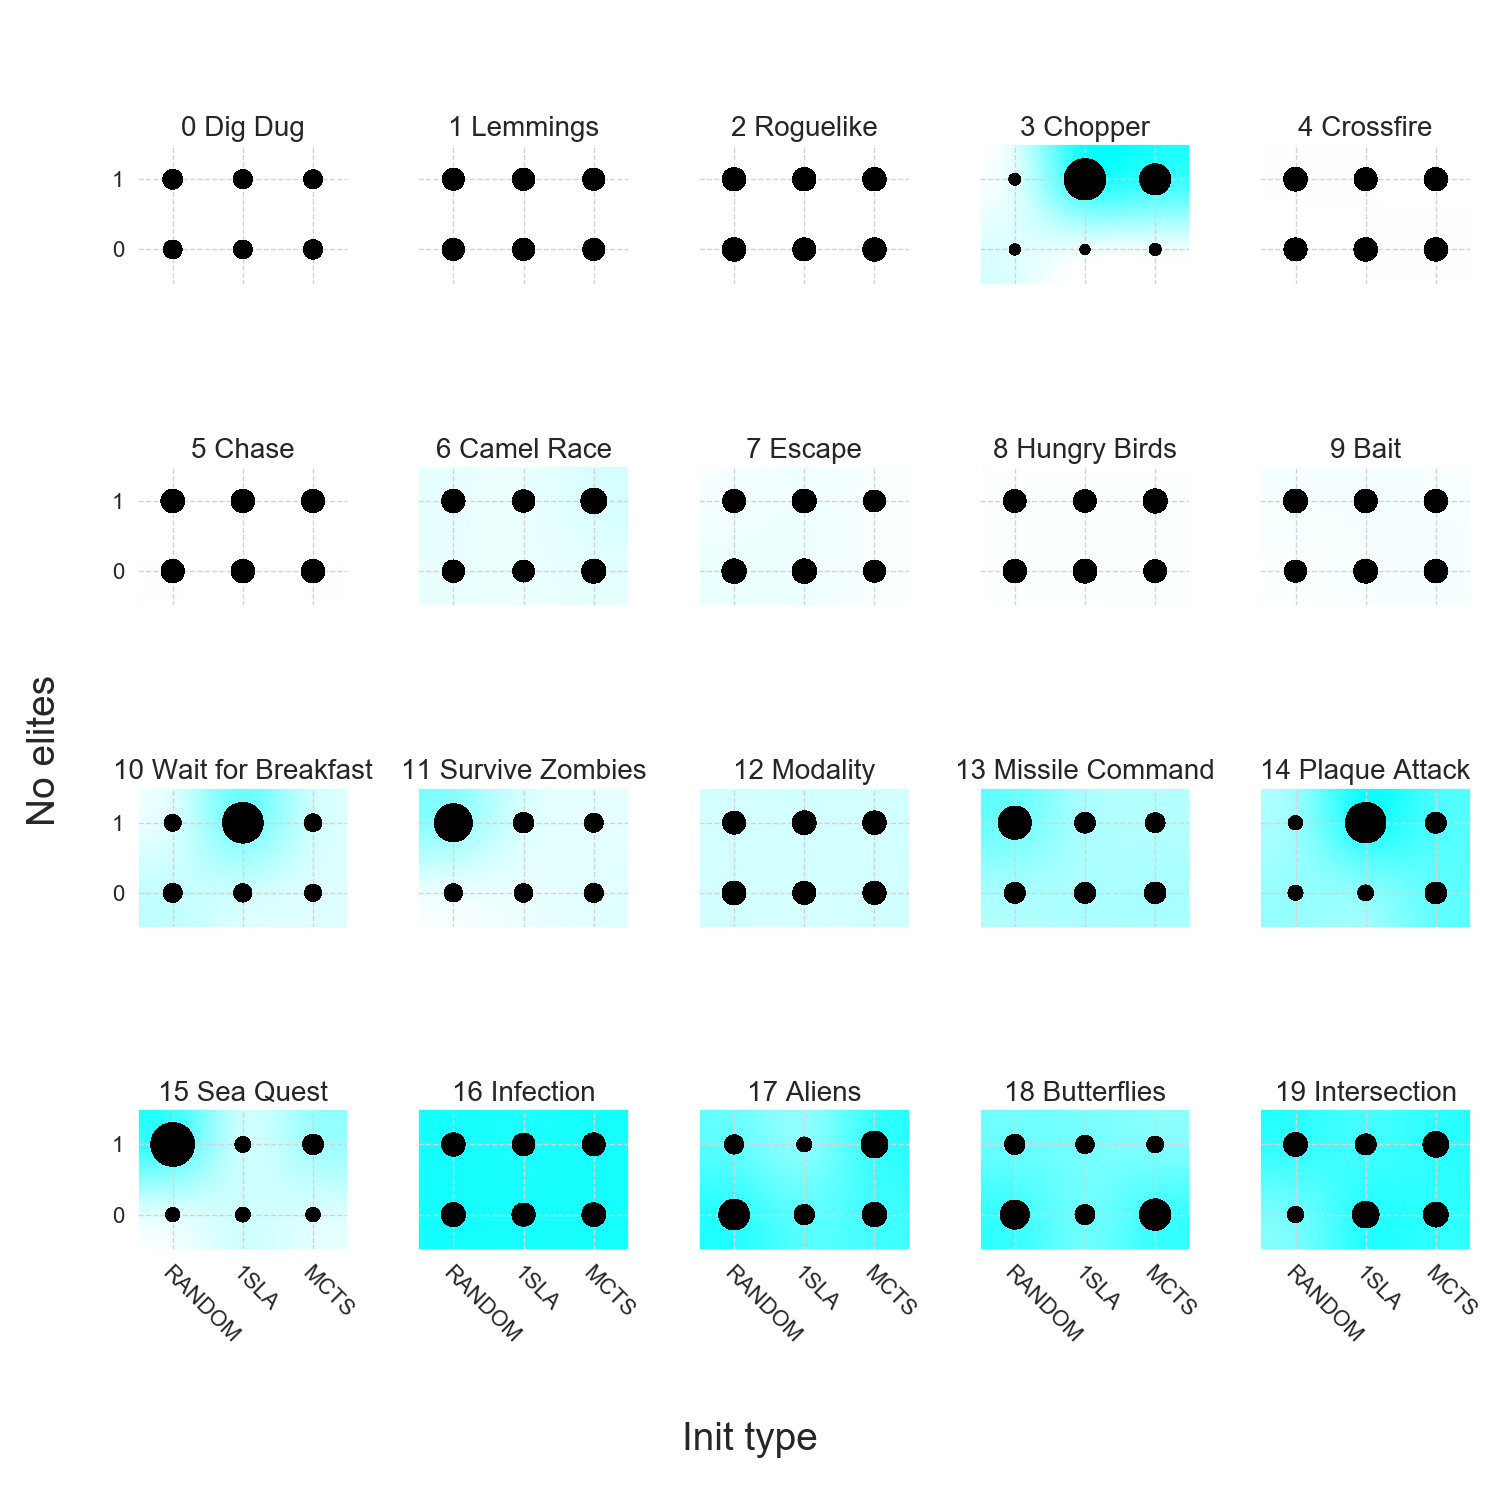 0 Dig Dug
1 Lemmings
2 Roguelike
3 Chopper
4 Crossfire
1
0
5 Chase
6 Camel Race
7 Escape
8 Hungry Birds
9 Bait
1
0
No elites
10 Wait for Breakfast
11 Survive Zombies
12 Modality
13 Missile Command
14 Plaque Attack
1
0
15 Sea Quest
16 Infection
17 Aliens
18 Butterflies
19 Intersection
1
0
RANDOM
1SLA
MCTS
RANDOM
1SLA
MCTS
RANDOM
1SLA
MCTS
RANDOM
1SLA
MCTS
RANDOM
1SLA
MCTS
Init type